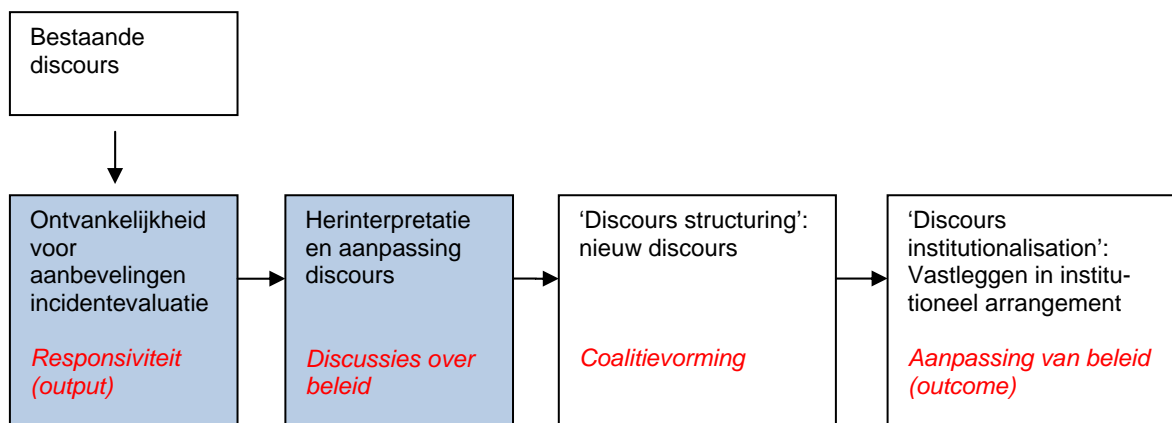 Bestaande
discours
Ontvankelijkheid
voor
aanbevelingen
incidentevaluatie
Responsiviteit
(output)
Herinterpretatie
en aanpassing
discours
Discussies over
beleid
‘Discours structuring’:
nieuw discours
Coalitievorming
‘Discours
institutionalisation’:
Vastleggen in institu-
tioneel arrangement
Aanpassing van beleid
(outcome)